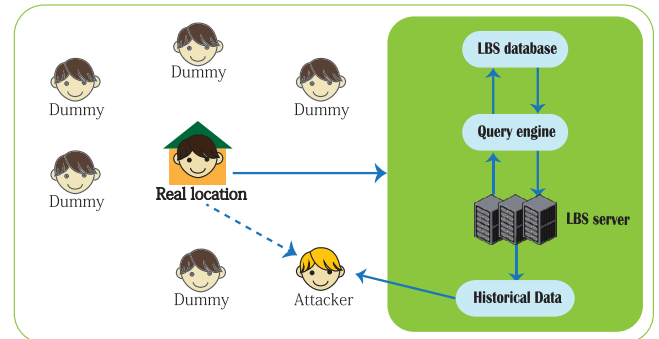 LBS database
Dummy
Dummy
Dummy
Query engine
Dummy
Real location
LBS server
Dummy
Attacker
Historical Data